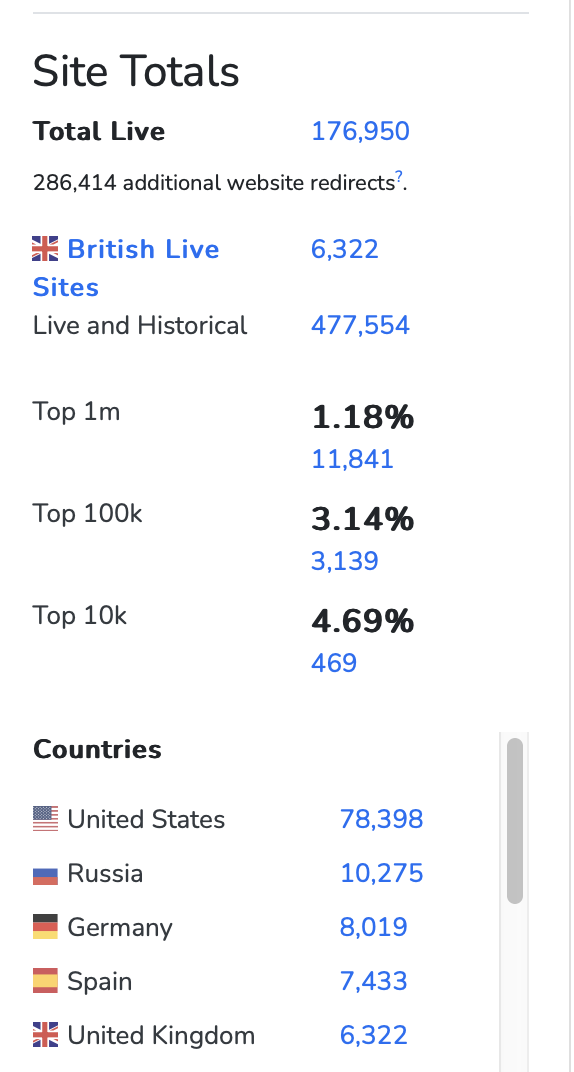 Site Totals
Total Live 176,950
286,414 additional website redirects?.
British Live 6,322
Sites
Live and Historical 477,554
Top 1m 1.18%
11,841
Top 100k 3.14%
3,139
Top 10k 4.69%
469
Countries
United States 78,398
Russia 10,275
Germany 8,019
Spain 7,433
United Kingdom 6,322